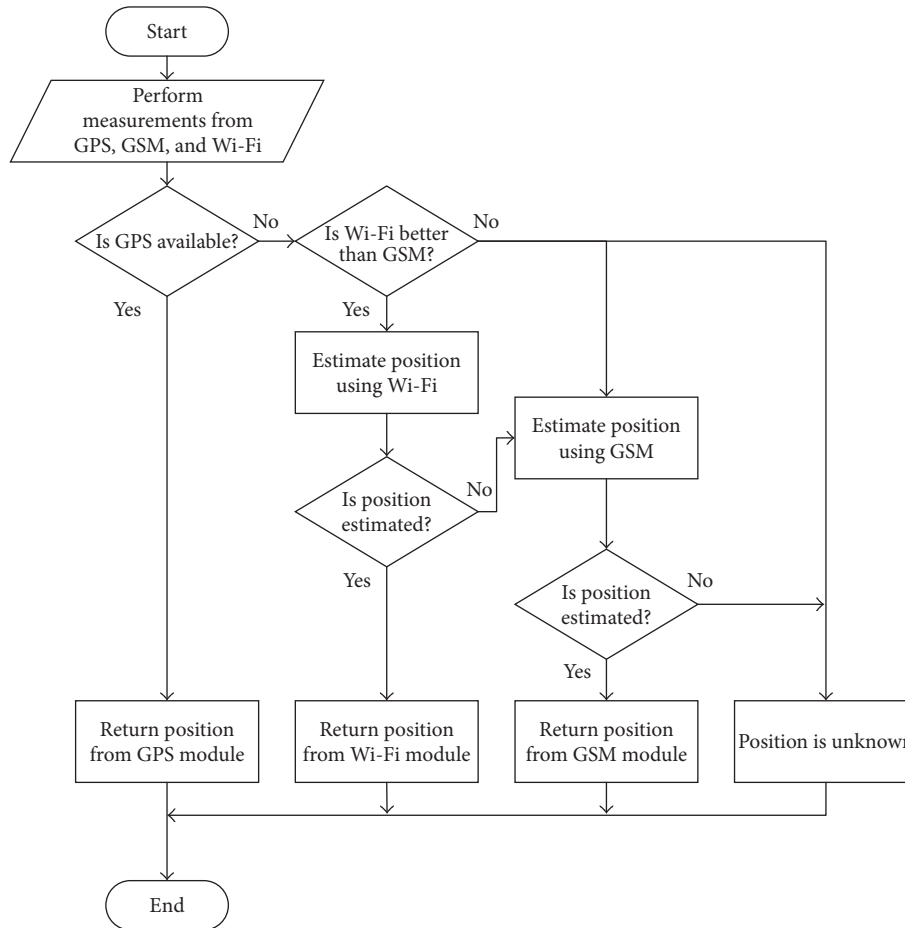 Start
Perform
measurements from
GPS, GSM, and Wi-Fi
Is GPS available?
No
Is Wi-Fi better
than GSM?
No
Yes
Yes
Estimate position
using Wi-Fi
Estimate position
using GSM
Is position
estimated?
No
Yes
Is position
estimated?
No
Yes
Return position
from GPS module
Return position
from Wi-Fi module
Return position
from GSM module
Position is unknown
End